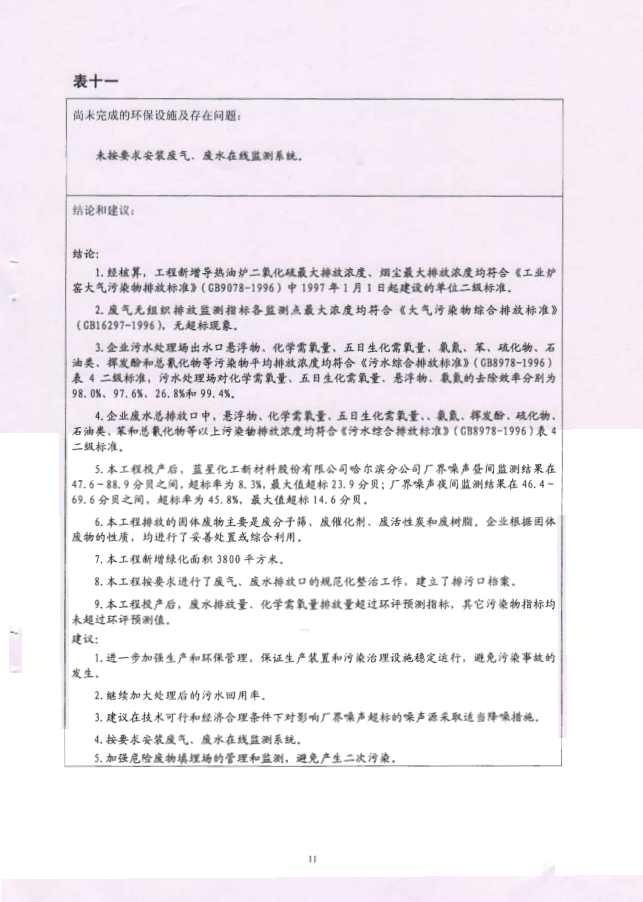 表十一
尚未完成的环保设施及存在问题：
未按要求安装废气、废水在线监测系统。
结论和建议：
结论：
1.经核算，工程新增导热油炉二氧化硫最大排放浓度、烟尘最大排放浓度均符合《工业炉
窑大气污染物排放标准》（GB9078-1996）中 1997 年 1 月 1 日起建设的单位二级标准。
2.废气无组织排放监测指标各监测点最大浓度均符合《大气污染物综合排放标准》
（GB16297-1996），无超标现象。
3.企业污水处理场出水口悬浮物、化学需氧量、五日生化需氧量、氨氮、苯、硫化物、石
油类、挥发酚和总氰化物等污染物平均排放浓度均符合《污水综合排放标准》（GB8978-1996）
表 4 二级标准，污水处理场对化学需氧量、五日生化需氧量、悬浮物、氨氮的去除效率分别为
98.0%、97.6%、26.8%和 99.4%。
4.企业废水总排放口中，悬浮物、化学需氧量、五日生化需氧量、、氨氮、挥发酚、硫化物、
石油类、苯和总氰化物等以上污染物排放浓度均符合《污水综合排放标准》（GB8978-1996）表 4
二级标准。
5.本工程投产后，蓝星化工新材料股份有限公司哈尔滨分公司厂界噪声昼间监测结果在
47.6～88.9 分贝之间，超标率为 8.3%，最大值超标 23.9 分贝；厂界噪声夜间监测结果在 46.4～
69.6 分贝之间，超标率为 45.8%，最大值超标 14.6 分贝。
6.本工程排放的固体废物主要是废分子筛、废催化剂、废活性炭和废树脂。企业根据固体
废物的性质，均进行了妥善处置或综合利用。
7.本工程新增绿化面积 3800 平方米。
8.本工程按要求进行了废气、废水排放口的规范化整治工作，建立了排污口档案。
9.本工程投产后，废水排放量、化学需氧量排放量超过环评预测指标，其它污染物指标均
未超过环评预测值。
建议：
1.进一步加强生产和环保管理，保证生产装置和污染治理设施稳定运行，避免污染事故的
发生。
2.继续加大处理后的污水回用率。
3.建议在技术可行和经济合理条件下对影响厂界噪声超标的噪声源采取适当降噪措施。
4.按要求安装废气、废水在线监测系统。
5.加强危险废物填埋场的管理和监测，避免产生二次污染。
11